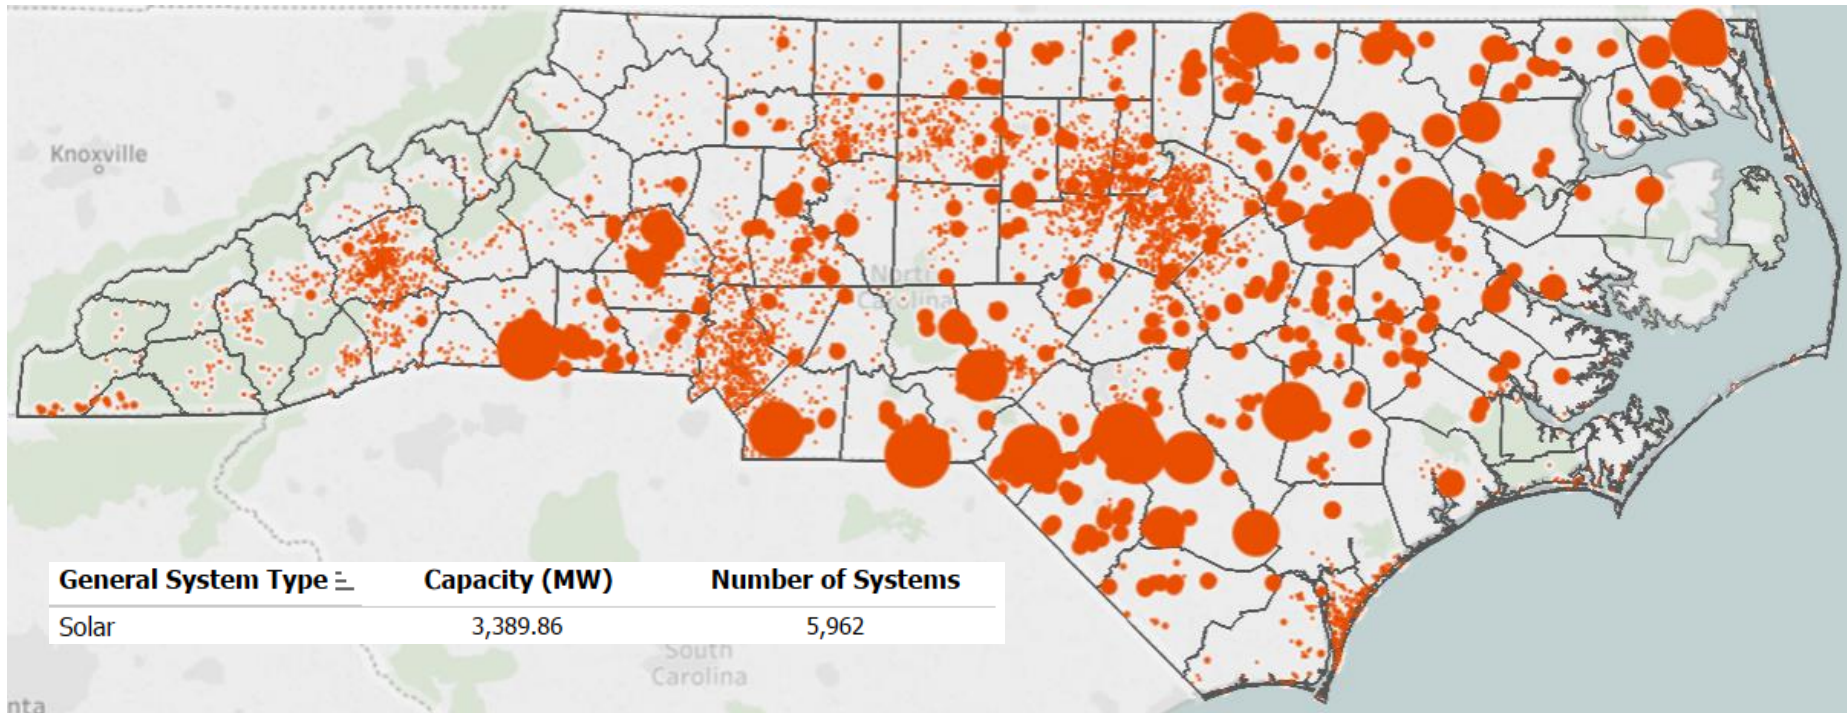 Knoxville
North
Carolina
General System Type Capacity (MW) Number of Systems
Solar 3,389.86 5,962
South
Carolina
nta